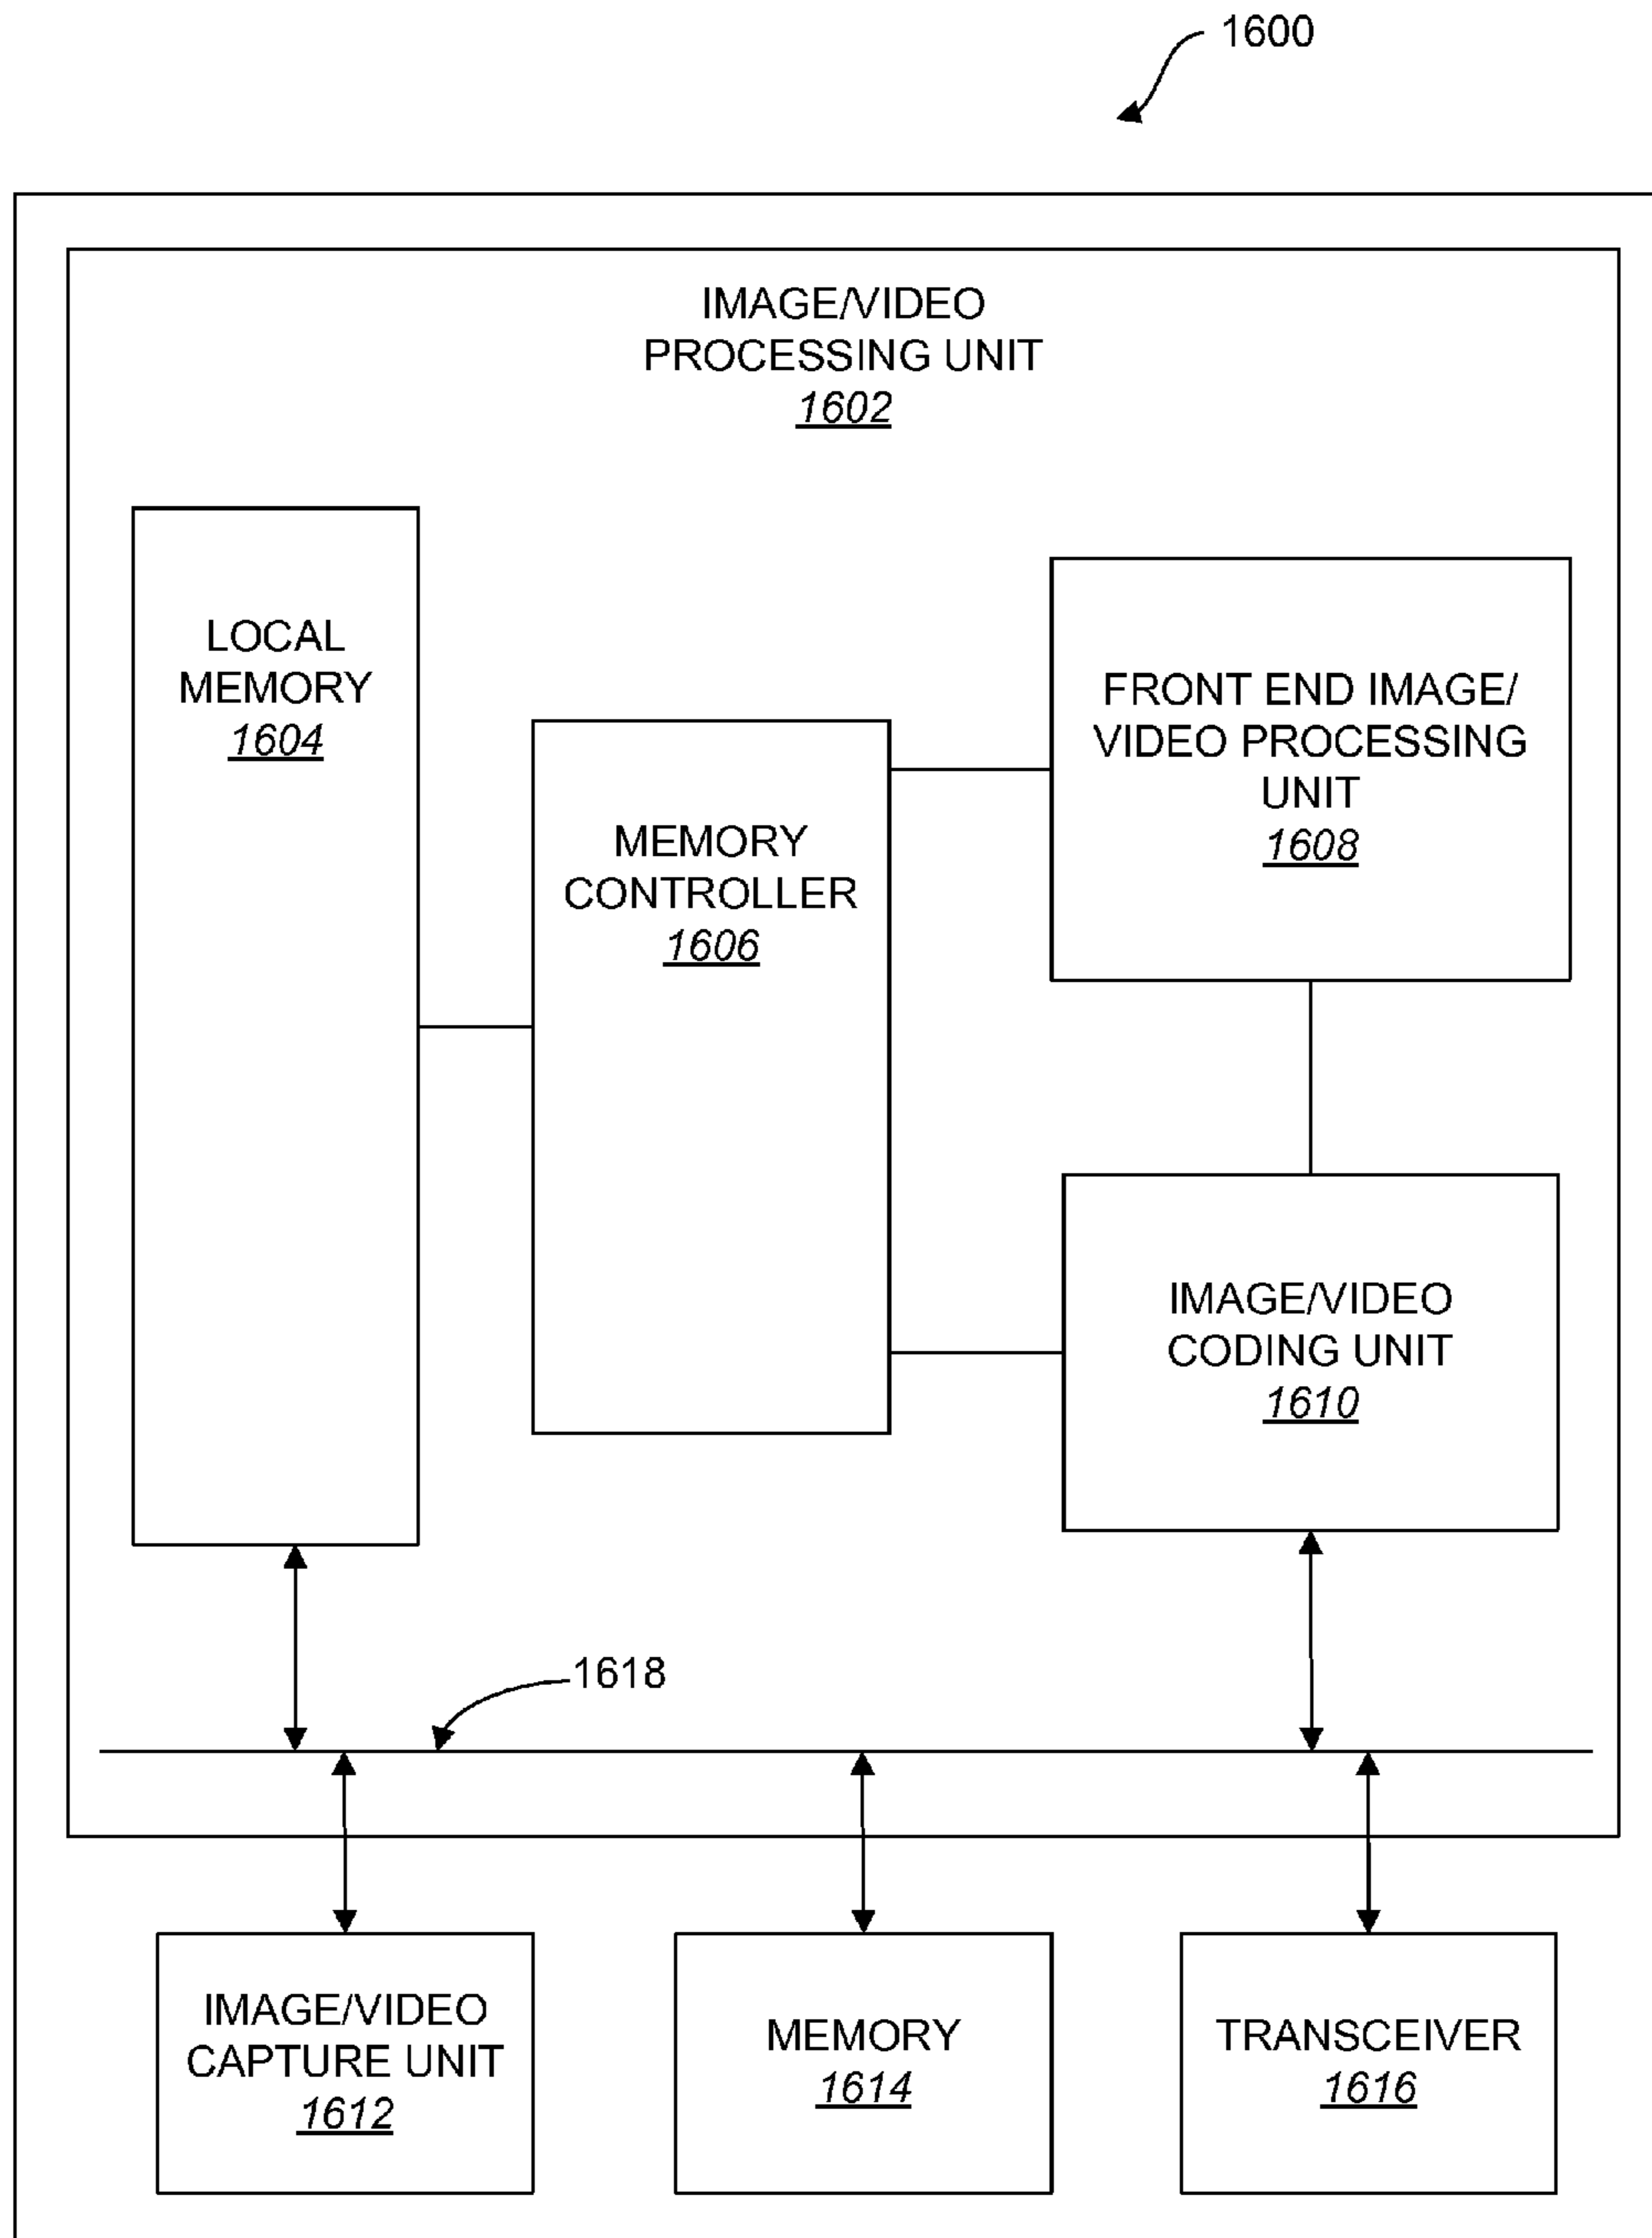 1600
IMAGE/VIDEO
PROCESSING UNIT
1602
LOCAL
MEMORY
1604
MEMORY
CONTROLLER
1606
FRONT END IMAGE/
VIDEO PROCESSING
UNIT
1608
IMAGE/VIDEO
CODING UNIT
1610
1618
IMAGE/VIDEO
CAPTURE UNIT
1612
MEMORY
1614
TRANSCEIVER
1616